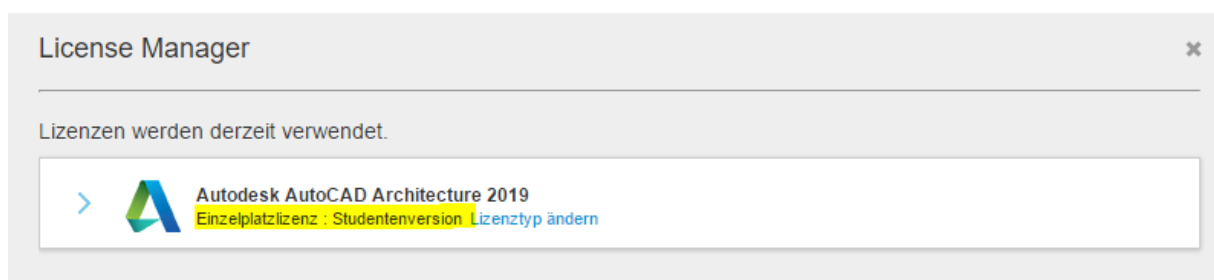 License Manager
Lizenzen werden derzeit verwendet.
Autodesk AutoCAD Architecture 2019
Einzelplatzlizenz : Studentenversion Lizenztyp ändern